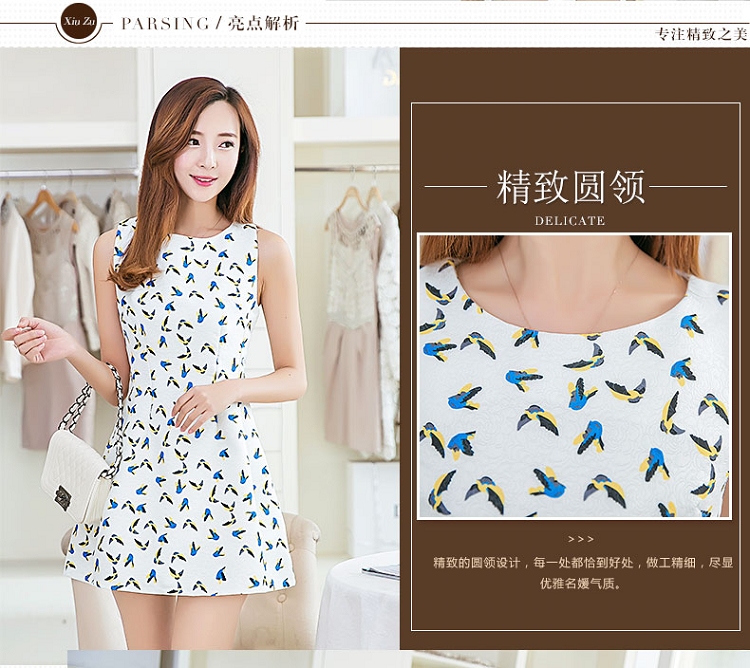 Xiu Zu
PARSING / 亮点解析
专注精致之美
精致圆领
DELICATE
>>>
精致的圆领设计，每一处都恰到好处，做工精细，尽显
优雅名媛气质。